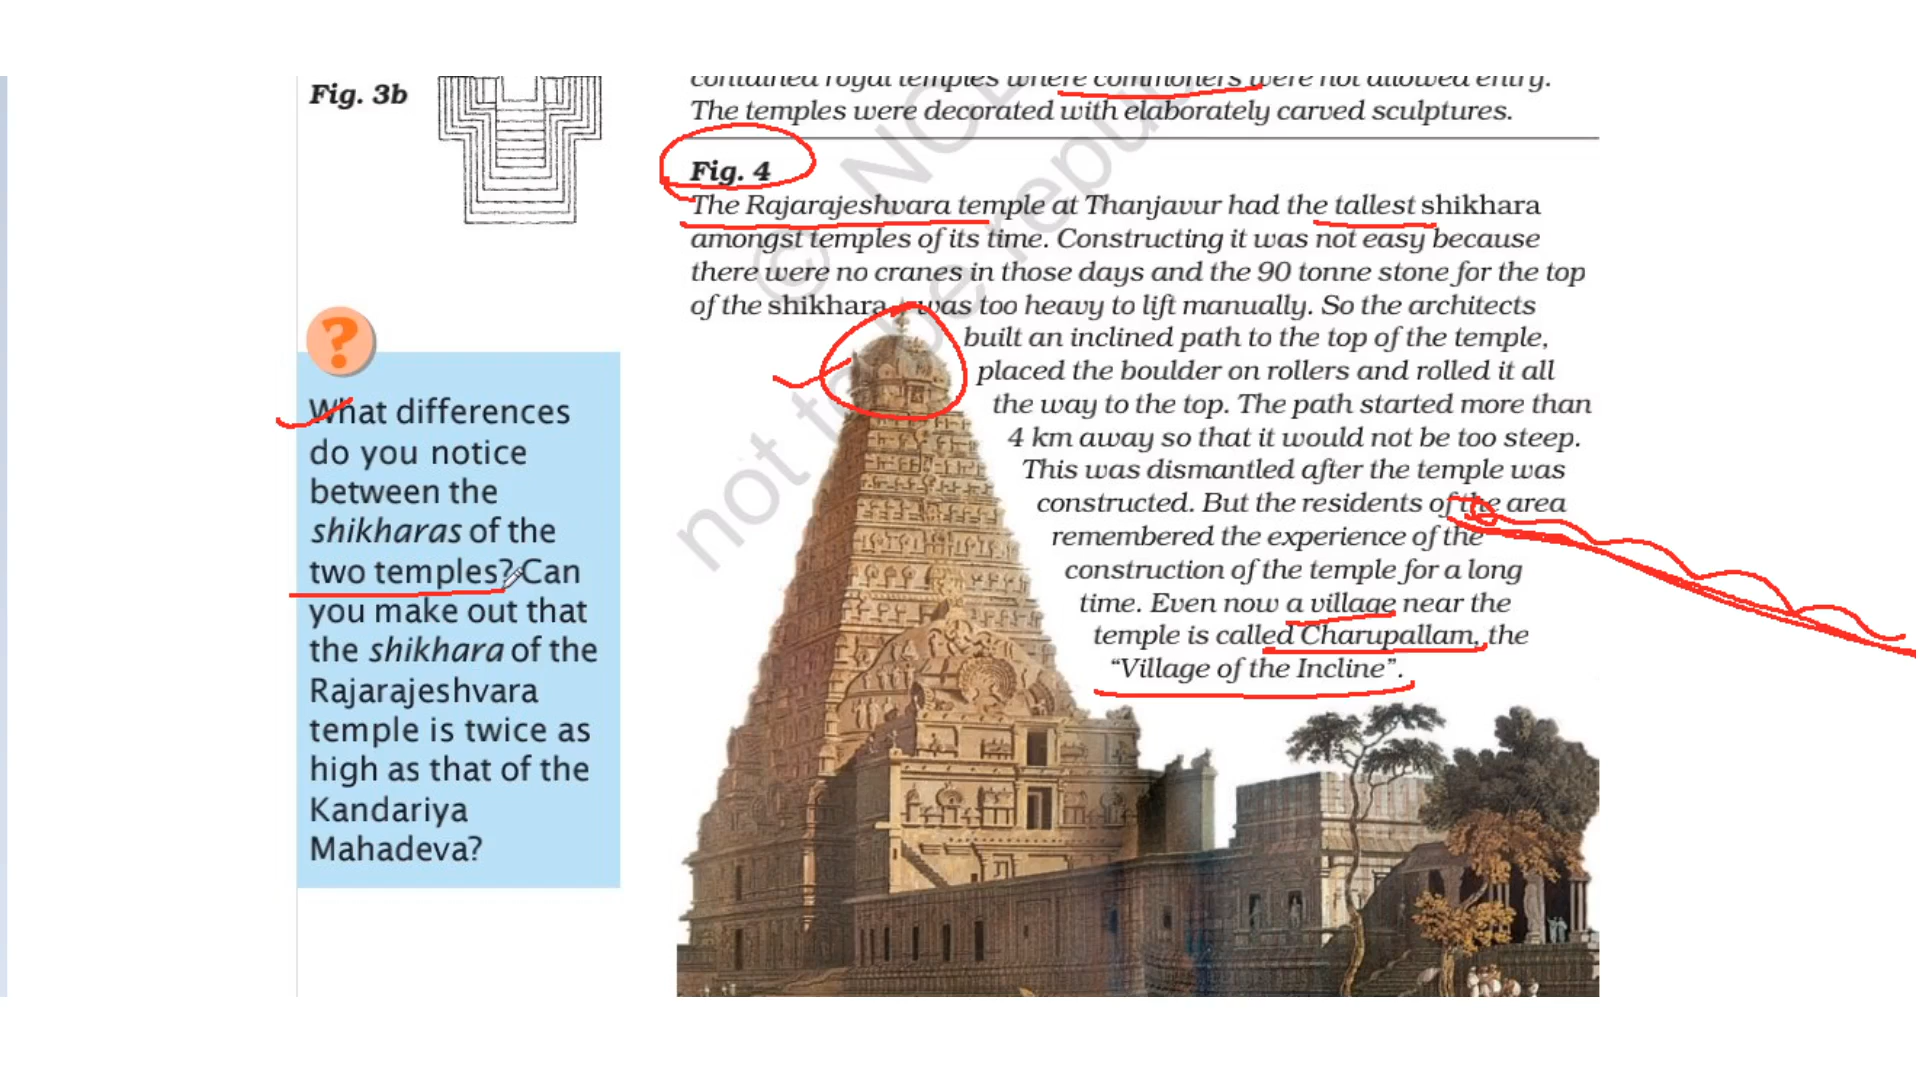 Fig. 3b
contained royal temples where commoners were not allowed entry.
The temples were decorated with elaborately carved sculptures.
Fig. 4
The Rajarajeshvara temple at Thanjavur had the tallest shikhara
amongst temples of its time. Constructing it was not easy because
there were no cranes in those days and the 90 tonne stone for the top
of the shikhara was too heavy to lift manually. So the architects
built an inclined path to the top of the temple,
placed the boulder on rollers and rolled it all
the way to the top. The path started more than
4 km away so that it would not be too steep.
This was dismantled after the temple was
constructed. But the residents of the area
remembered the experience of the
construction of the temple for a long
time. Even now a village near the
temple is called Charupallam, the
“Village of the Incline”.
?
What differences
do you notice
between the
shikharas of the
two temples? Can
you make out that
the shikhara of the
Rajarajeshvara
temple is twice as
high as that of the
Kandariya
Mahadeva?